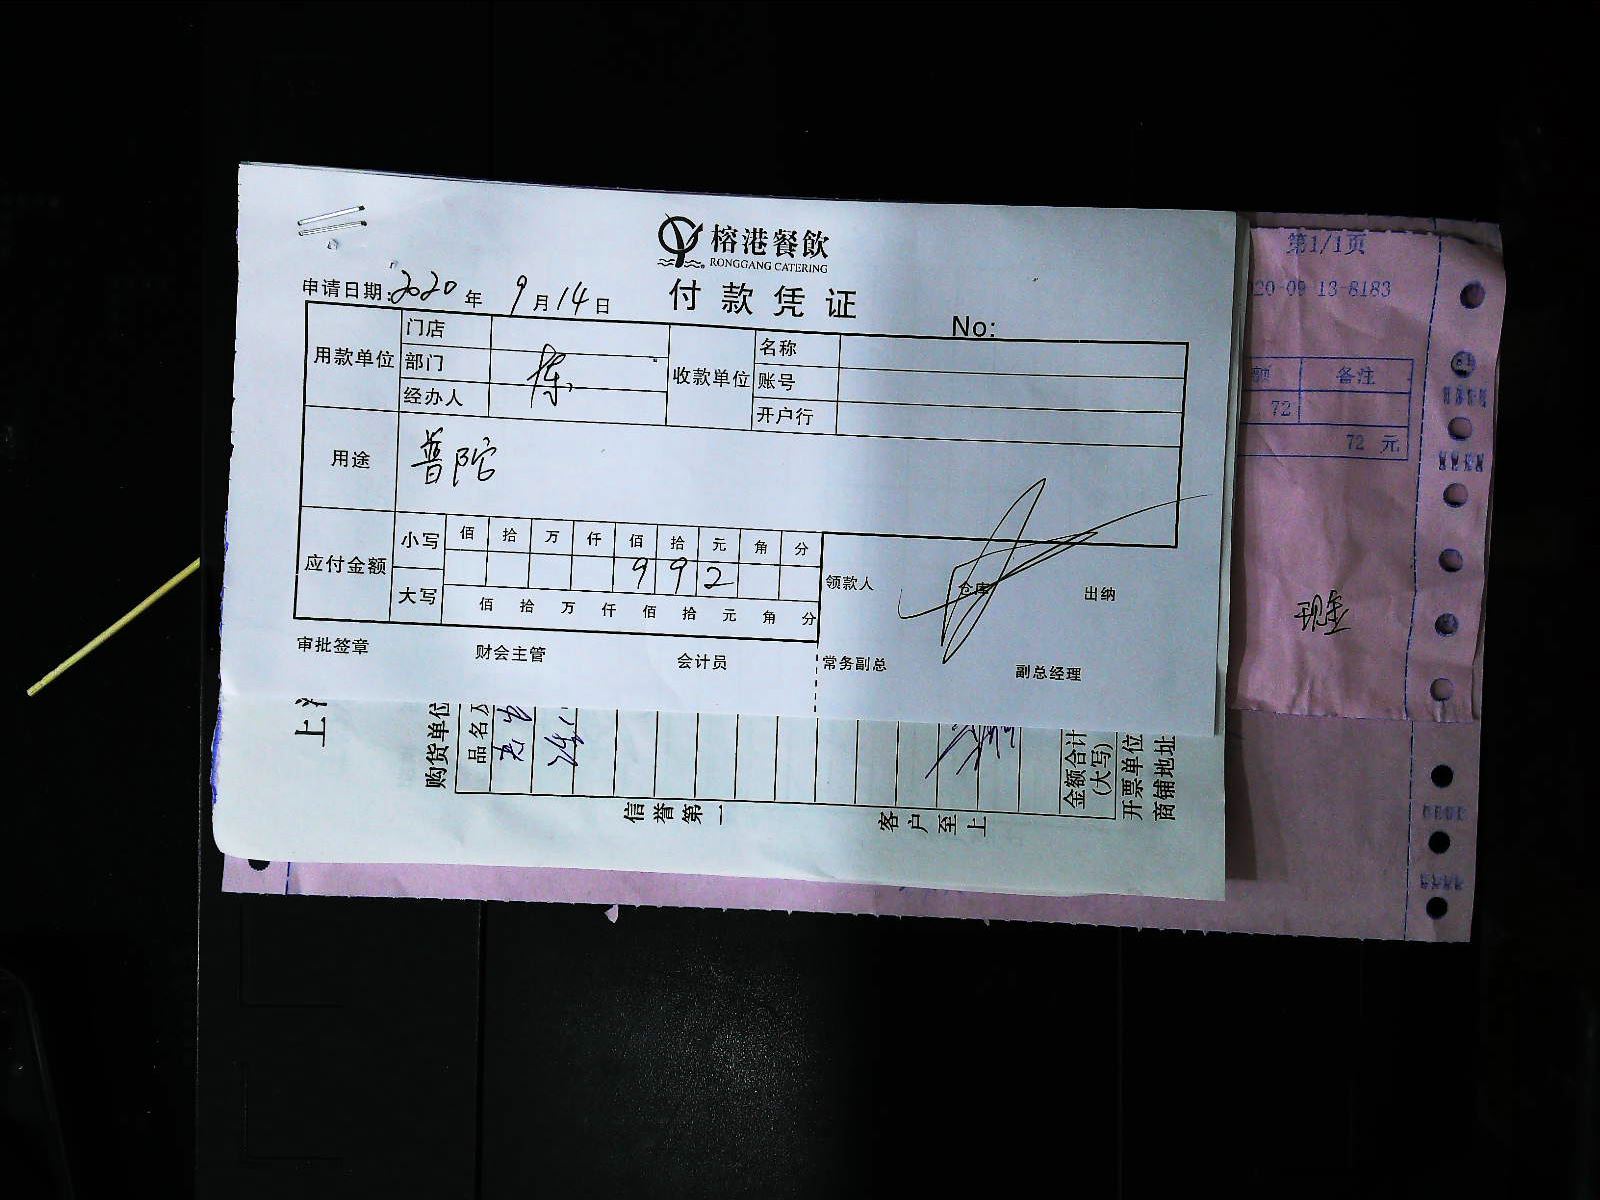 榕港餐飲
RONGGANG CATERING
付款凭证
申请日期:2020年 9月14日
No:
用款单位 门店 收款单位 名称
部门 账号
经办人 开户行
用途 普陀
应付金额 小写 佰 拾 万 仟 佰 拾 元 角 分
9 9 2
大写 佰 拾 万 仟 佰 拾 元 角 分
领款人 仓库 出纳
审批签章 财会主管 会计员 常务副总 副总经理
第1/1页
20-09 13-8183
额 备注
72
72 元
现金
上
购货单位
品名及
金额合计
(大写)
开票单位
商铺地址
信誉第一
客户至上